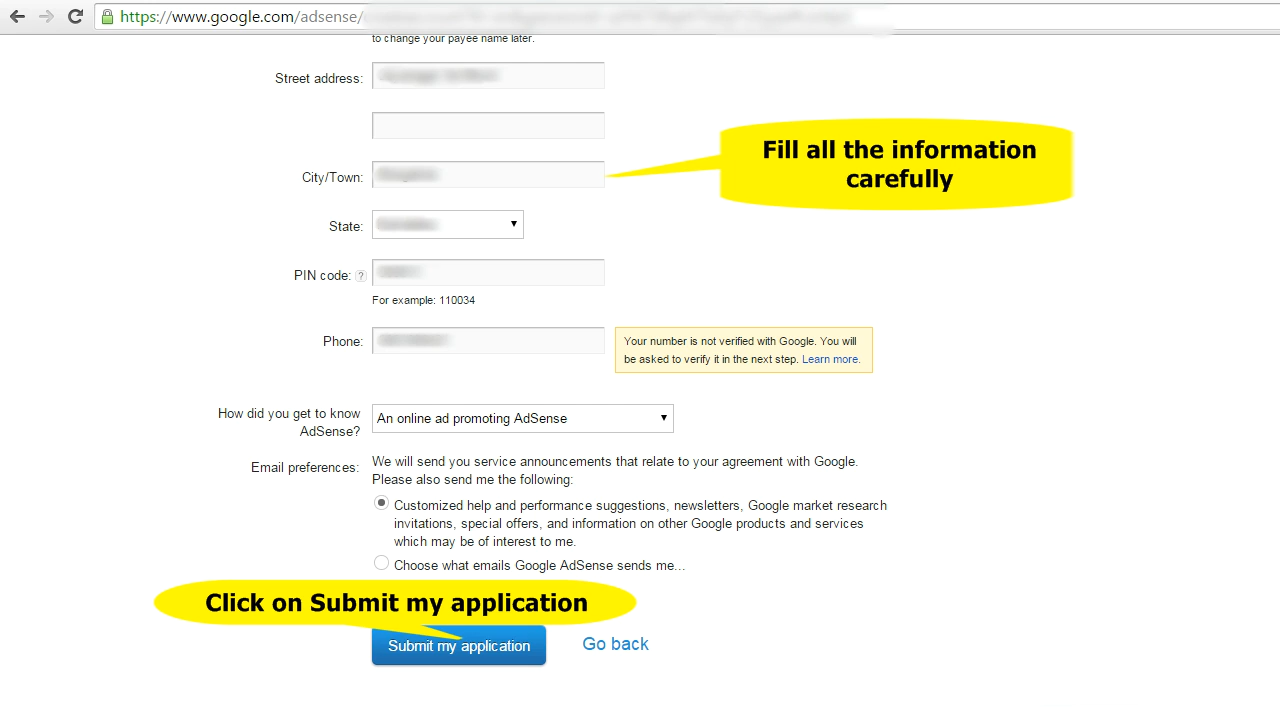 https://www.google.com/adsense/
to change your payee name later.
Street address:
Fill all the information
carefully
City/Town:
State:
PIN code: ?
For example: 110034
Phone:
Your number is not verified with Google. You will
be asked to verify it in the next step. Learn more.
How did you get to know
AdSense?
An online ad promoting AdSense
Email preferences:
We will send you service announcements that relate to your agreement with Google.
Please also send me the following:
Customized help and performance suggestions, newsletters, Google market research
invitations, special offers, and information on other Google products and services
which may be of interest to me.
Choose what emails Google AdSense sends me...
Click on Submit my application
Submit my application
Go back